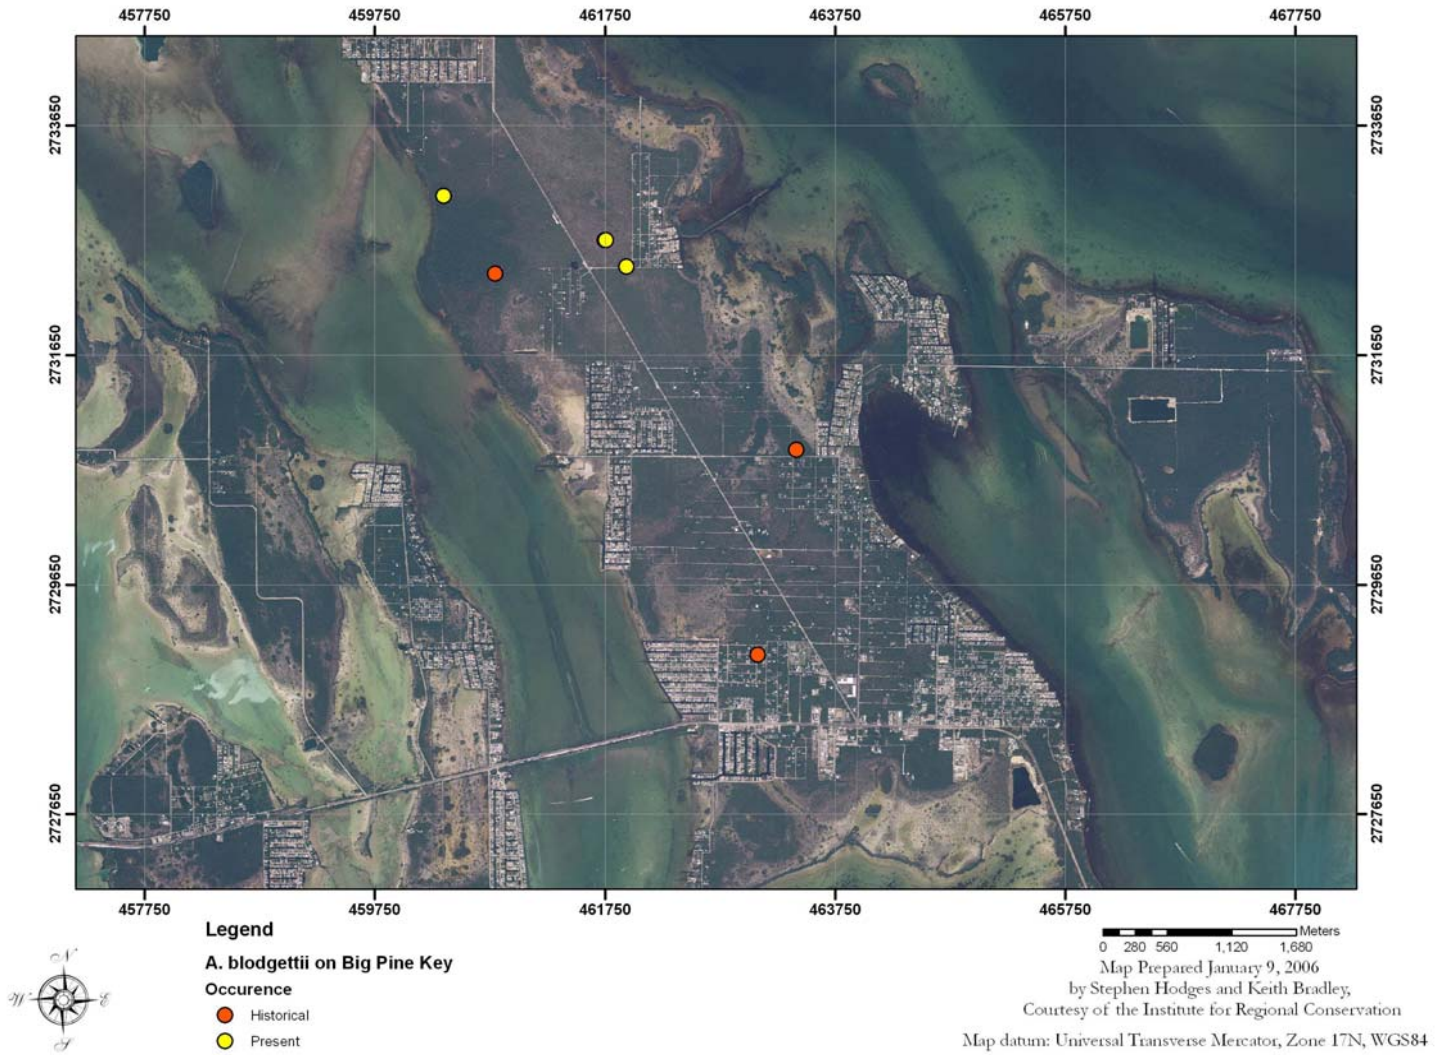 457750 459750 461750 463750 465750 467750
2733650 2733650
2731650 2731650
2729650 2729650
2727650 2727650
457750 459750 461750 463750 465750 467750
Legend
A. blodgettii on Big Pine Key
Occurence
Historical
Present
N
W E
S
Meters
0 280 560 1,120 1,680
Map Prepared January 9, 2006
by Stephen Hodges and Keith Bradley,
Courtesy of the Institute for Regional Conservation
Map datum: Universal Transverse Mercator, Zone 17N, WGS84